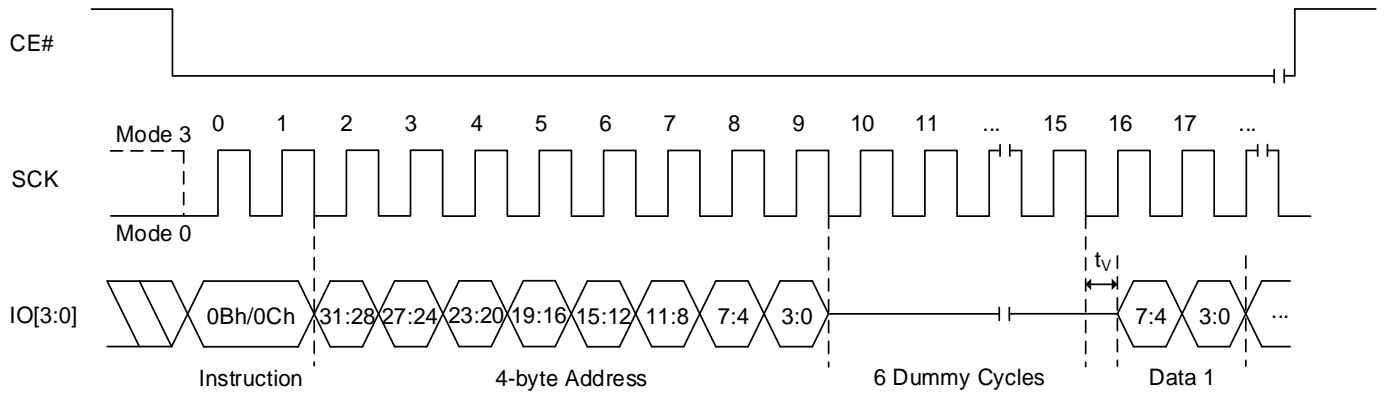 CE#
Mode 3 0 1 2 3 4 5 6 7 8 9 10 11 ... 15 16 17 ...
SCK
Mode 0
tV
IO[3:0] 0Bh/0Ch 31:28 27:24 23:20 19:16 15:12 11:8 7:4 3:0 7:4 3:0 ...
Instruction 4-byte Address 6 Dummy Cycles Data 1